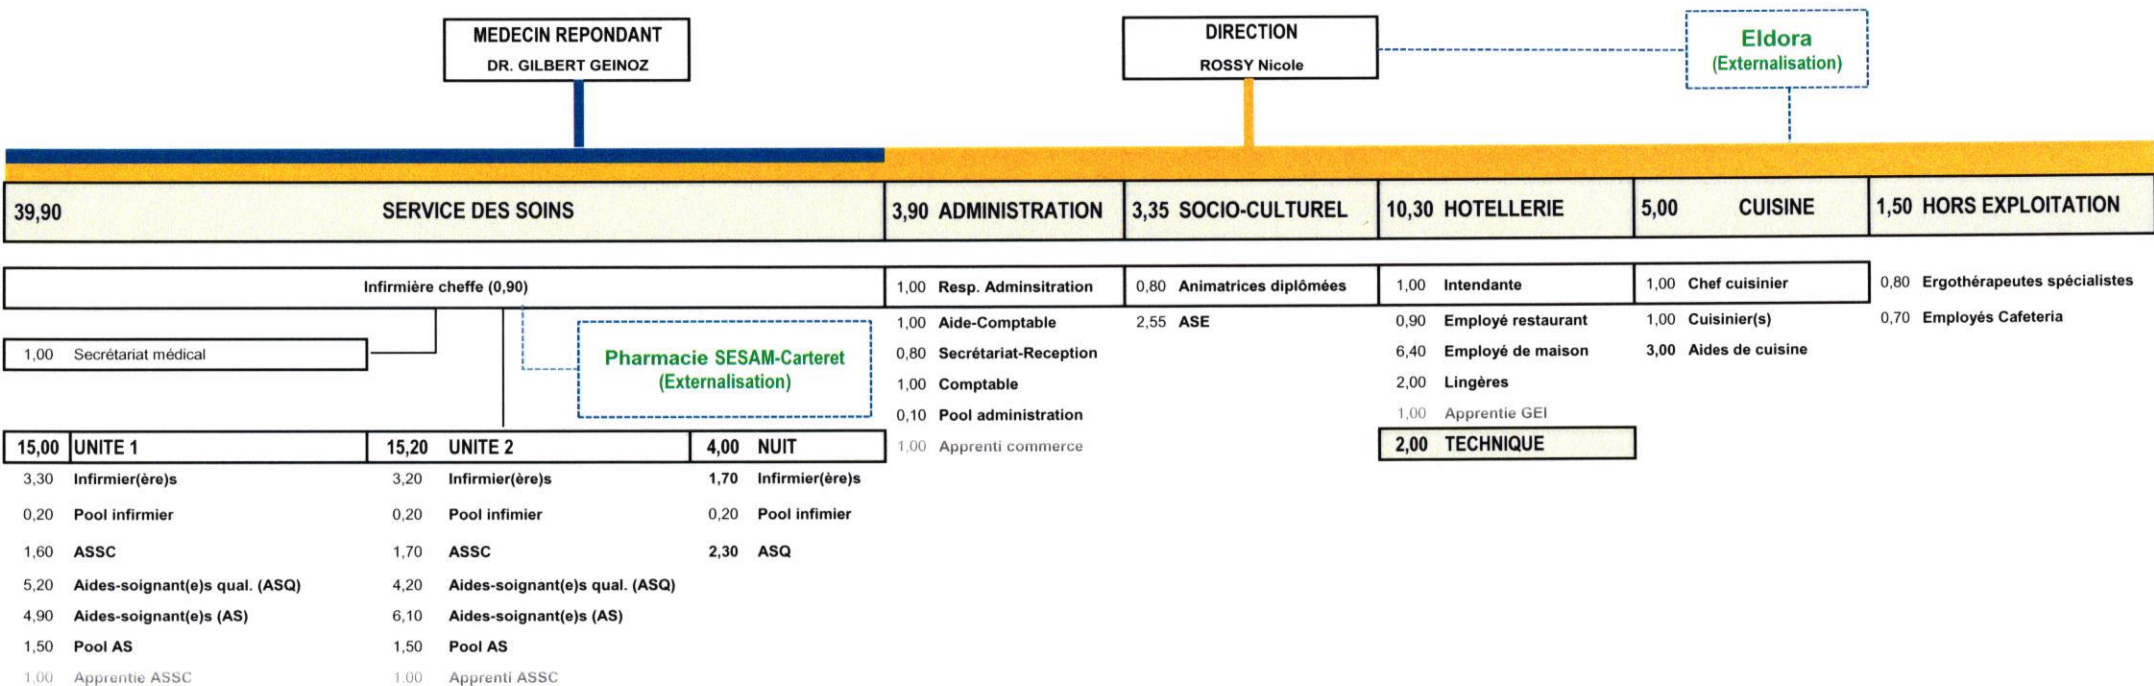 MEDECIN REPONDANT
DR. GILBERT GEINOZ
DIRECTION
ROSSY Nicole
Eldora
(Externalisation)
39,90 SERVICE DES SOINS
3,90 ADMINISTRATION
3,35 SOCIO-CULTUREL
10,30 HOTELLERIE
5,00 CUISINE
1,50 HORS EXPLOITATION
Infirmière cheffe (0,90)
1,00 Secrétariat médical
Pharmacie SESAM-Carteret
(Externalisation)
15,00 UNITE 1
3,30 Infirmier(ère)s
0,20 Pool infirmier
1,60 ASSC
5,20 Aides-soignant(e)s qual. (ASQ)
4,90 Aides-soignant(e)s (AS)
1,50 Pool AS
1,00 Apprentie ASSC
15,20 UNITE 2
3,20 Infirmier(ère)s
0,20 Pool infimier
1,70 ASSC
4,20 Aides-soignant(e)s qual. (ASQ)
6,10 Aides-soignant(e)s (AS)
1,50 Pool AS
1.00 Apprenti ASSC
4,00 NUIT
1,70 Infirmier(ère)s
0,20 Pool infimier
2,30 ASQ
1,00 Resp. Adminsitration
1,00 Aide-Comptable
0,80 Secrétariat-Reception
1,00 Comptable
0,10 Pool administration
1,00 Apprenti commerce
0,80 Animatrices diplômées
2,55 ASE
1,00 Intendante
0,90 Employé restaurant
6,40 Employé de maison
2,00 Lingères
1,00 Apprentie GEI
2,00 TECHNIQUE
1,00 Chef cuisinier
1,00 Cuisinier(s)
3,00 Aides de cuisine
0,80 Ergothérapeutes spécialistes
0,70 Employés Cafeteria